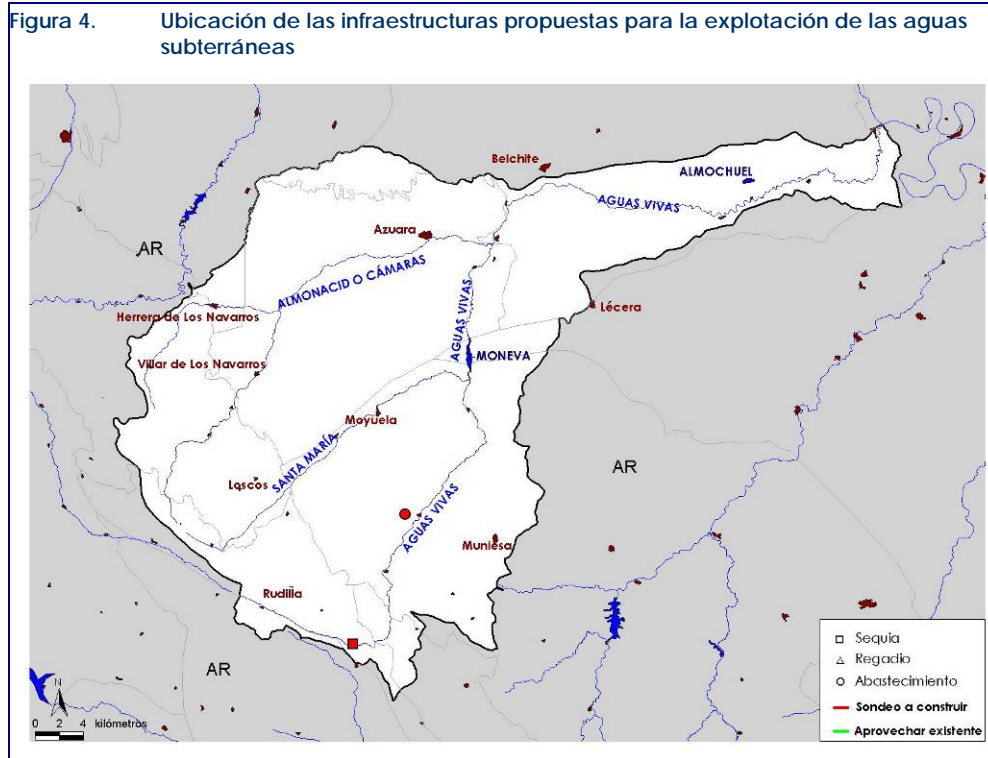 Figura 4. Ubicación de las infraestructuras propuestas para la explotación de las aguas
subterráneas
Belchite
ALMOCHUEL
AGUAS VIVAS
Azuara
AR
ALMONACID O CÁMARAS
Herrera de Los Navarros
AGUAS VIVAS
Lécera
Villar de Los Navarros
MONEVA
Moyuela
SANTA MARÍA
AR
Loscos
AGUAS VIVAS
Muniesa
Rudilla
AR
N
0 2 4 kilómetros
Sequia
Regadio
Abastecimiento
Sondeo a construir
Aprovechar existente